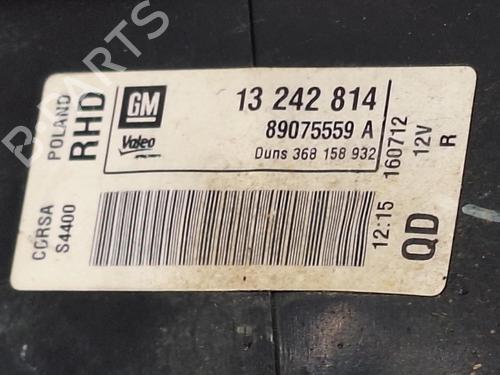 POLAND
RHD
GM
Valeo
13 242 814
89075559 A
Duns 368 158 932
CORSA
S4400
12:15
160712
12V
R
QD
B-PARTS